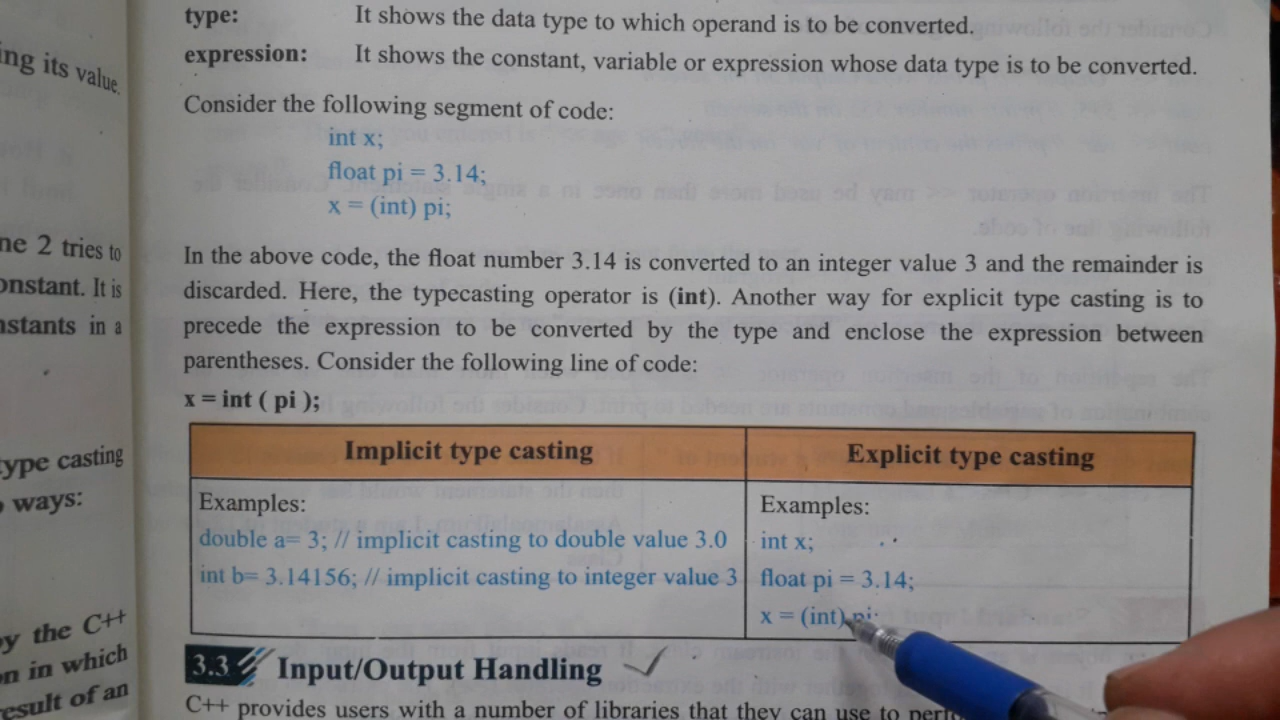 ing its value.
ne 2 tries to
onstant. It is
nstants in a
ype casting
ways:
y the C++
on in which
esult of an
type: It shows the data type to which operand is to be converted.
expression: It shows the constant, variable or expression whose data type is to be converted.
Consider the following segment of code:
int x;
float pi = 3.14;
x = (int) pi;
In the above code, the float number 3.14 is converted to an integer value 3 and the remainder is
discarded. Here, the typecasting operator is (int). Another way for explicit type casting is to
precede the expression to be converted by the type and enclose the expression between
parentheses. Consider the following line of code:
x = int ( pi );
Implicit type casting
Explicit type casting
Examples:
double a= 3; // implicit casting to double value 3.0
int b= 3.14156; // implicit casting to integer value 3
Examples:
int x;
float pi = 3.14;
x = (int) pi;
3.3 Input/Output Handling
C++ provides users with a number of libraries that they can use to